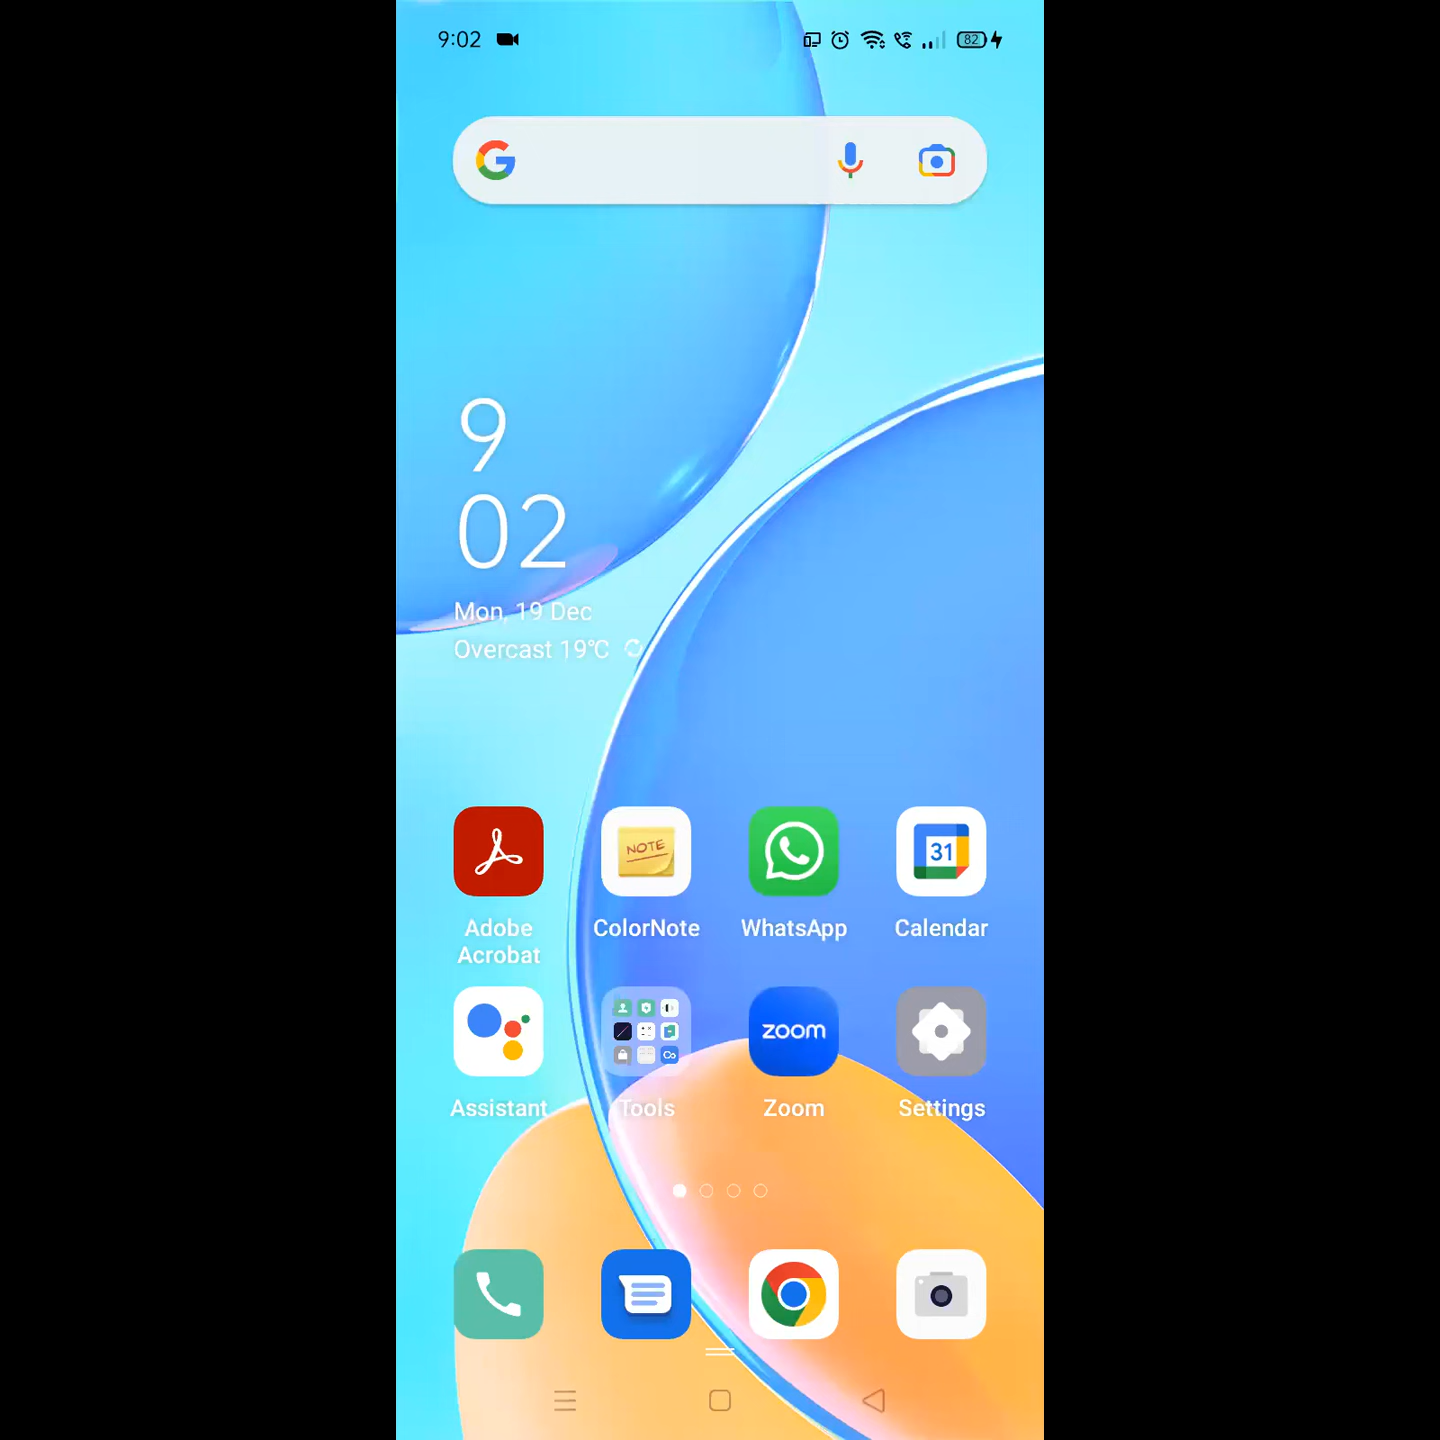 9:02
82
9
02
Mon, 19 Dec
Overcast 19℃
NOTE
31
Adobe
Acrobat
ColorNote
WhatsApp
Calendar
zoom
Assistant
Tools
Zoom
Settings